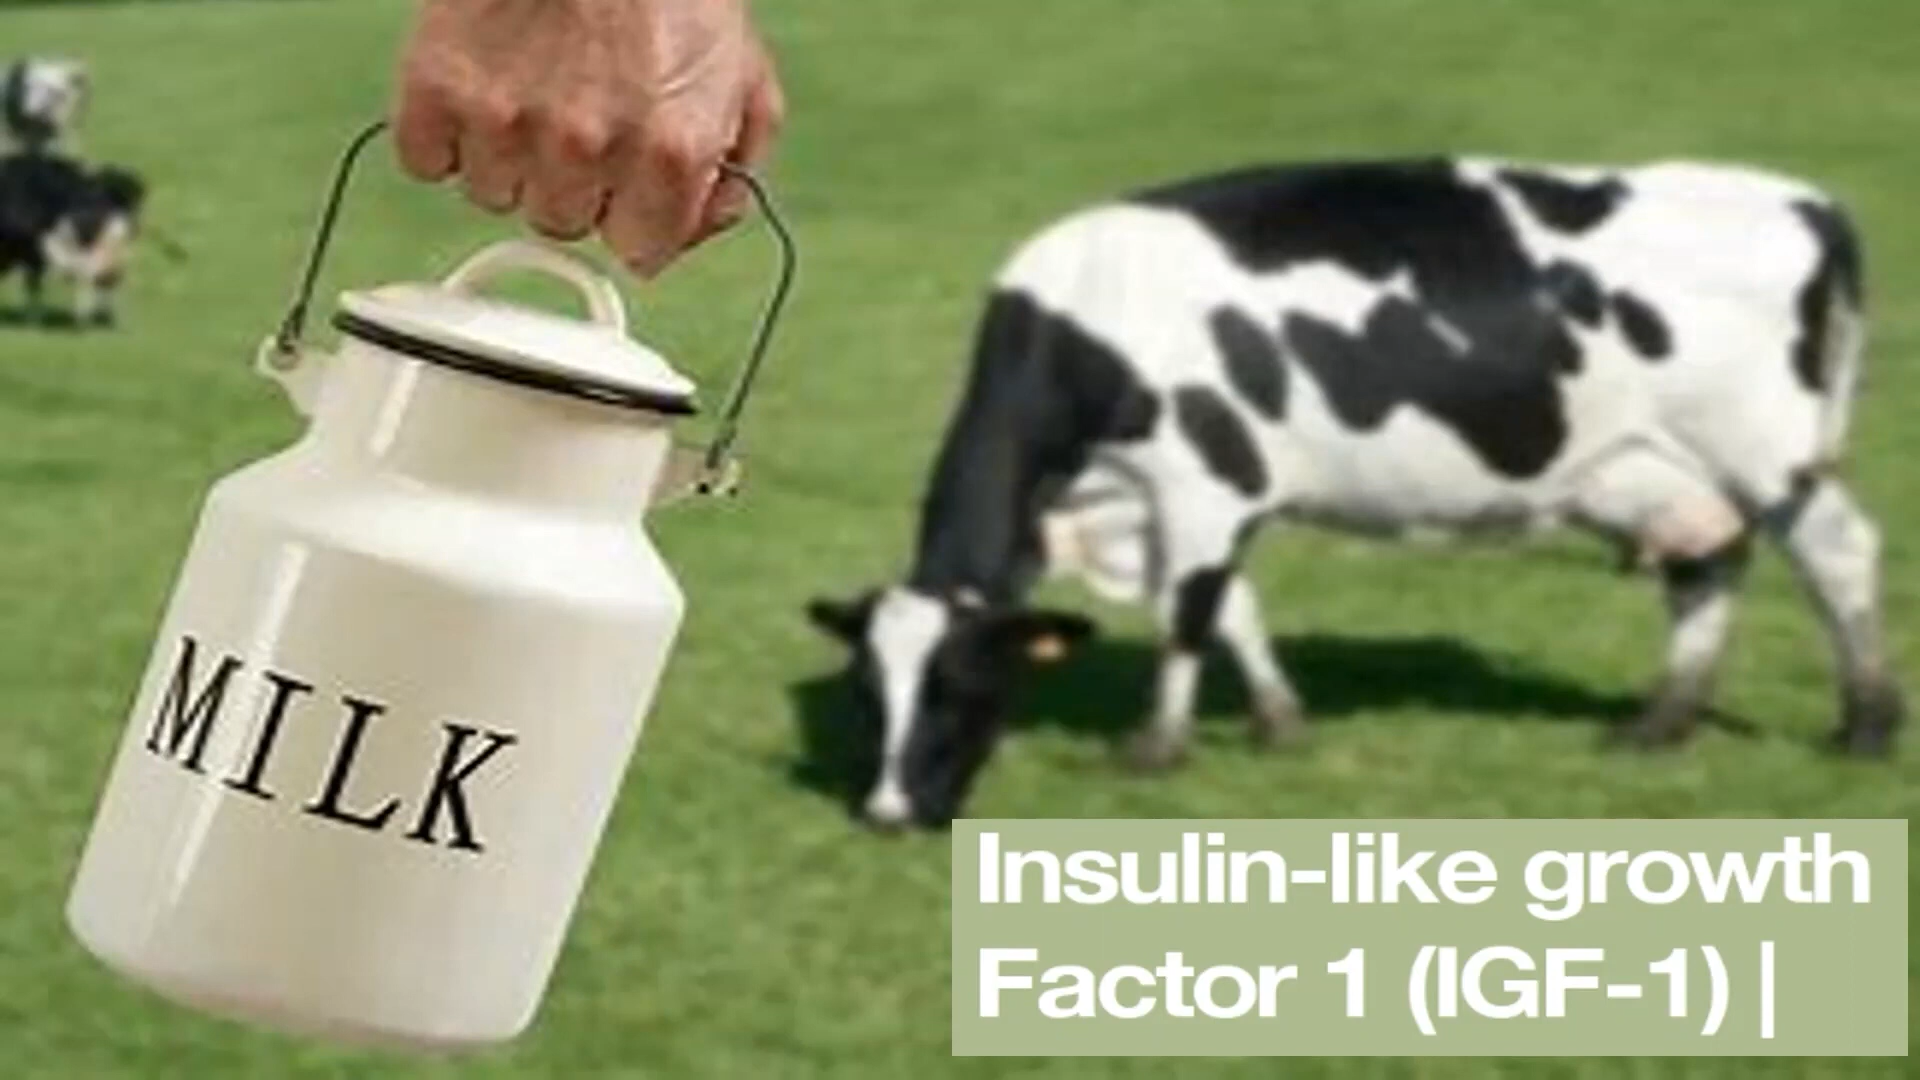 MILK
Insulin-like growth
Factor 1 (IGF-1) |